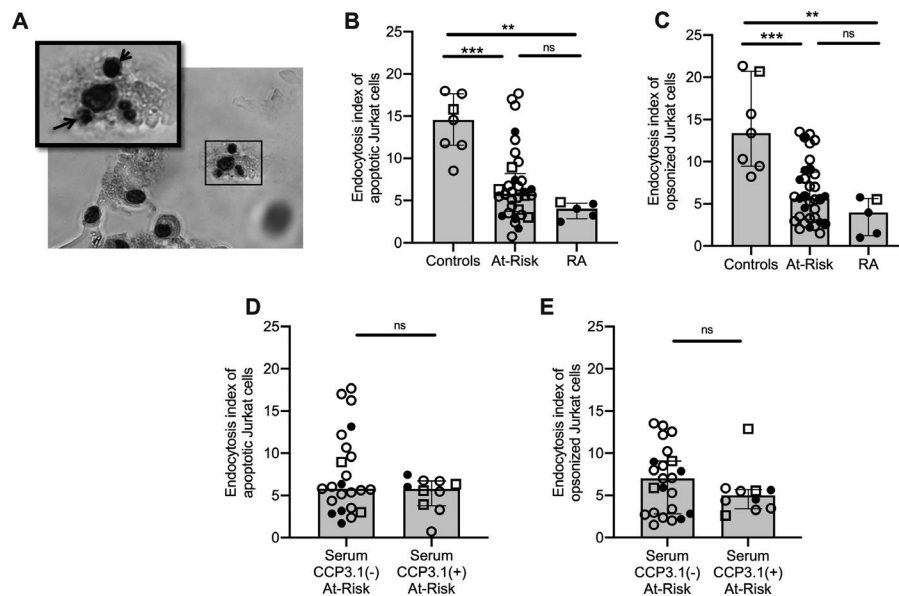 A
B
Endocytosis index of
apoptotic Jurkat cells
25
20
15
10
5
0
**
***
ns
Controls
At-Risk
RA
C
Endocytosis index of
opsonized Jurkat cells
25
20
15
10
5
0
**
***
ns
Controls
At-Risk
RA
D
Endocytosis index of
apoptotic Jurkat cells
25
20
15
10
5
0
ns
Serum
CCP3.1(-)
At-Risk
Serum
CCP3.1(+)
At-Risk
E
Endocytosis index of
opsonized Jurkat cells
25
20
15
10
5
0
ns
Serum
CCP3.1(-)
At-Risk
Serum
CCP3.1(+)
At-Risk